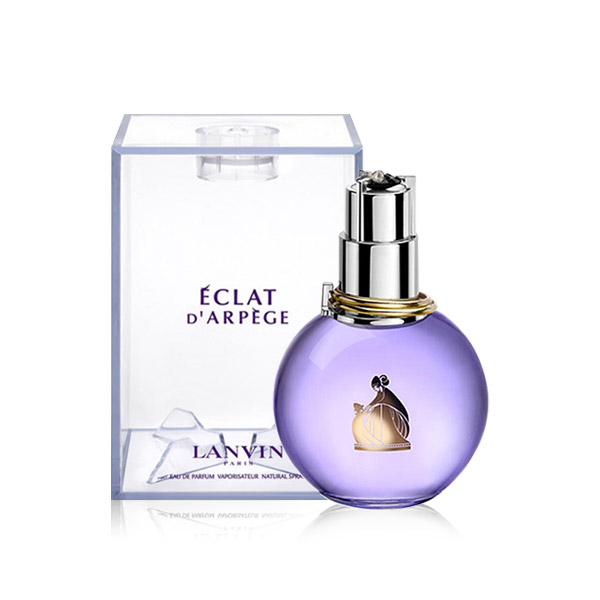 ÉCLAT
D'ARPÈGE
LANVIN
PARIS
EAU DE PARFUM VAPORISATEUR NATURAL SPRAY